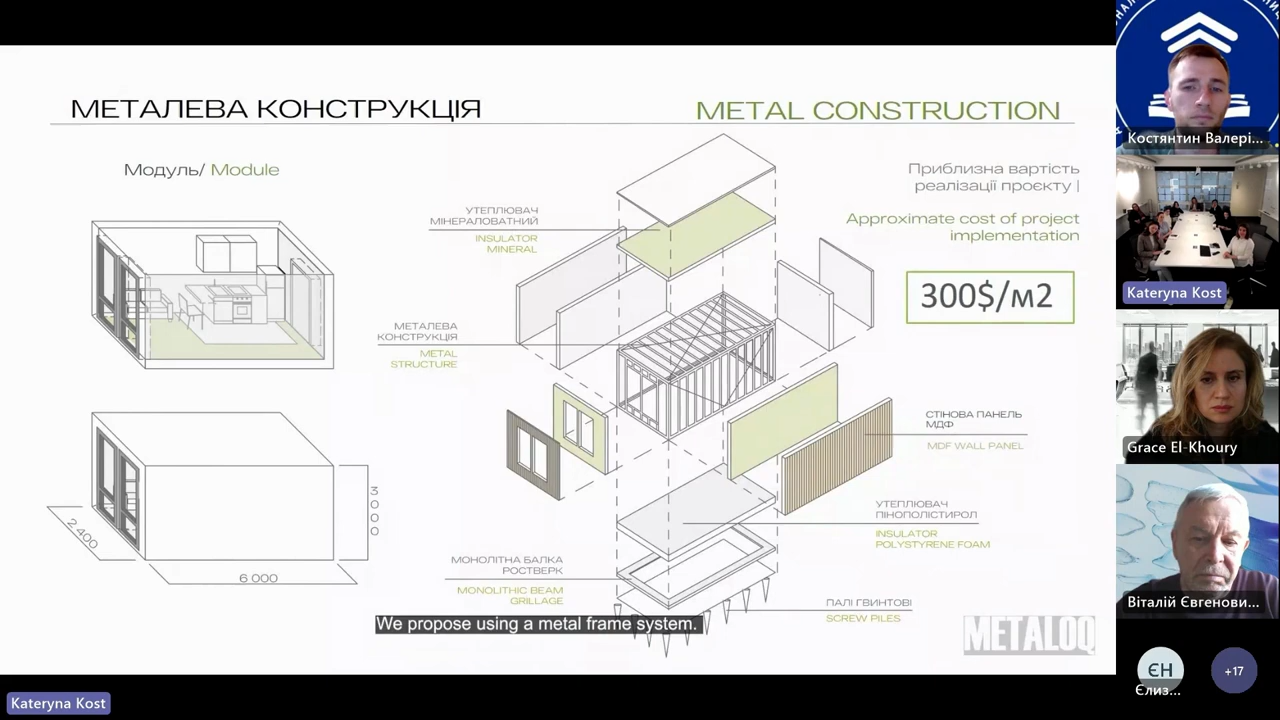 МЕТАЛЕВА КОНСТРУКЦІЯ
METAL CONSTRUCTION
Модуль/ Module
2 400
6 000
3000
УТЕПЛЮВАЧ
МІНЕРАЛОВАТНИЙ
INSULATOR
MINERAL
МЕТАЛЕВА
КОНСТРУКЦІЯ
METAL
STRUCTURE
МОНОЛІТНА БАЛКА
РОСТВЕРК
MONOLITHIC BEAM
GRILLAGE
Приблизна вартість
реалізації проєкту |
Approximate cost of project
implementation
300$/м2
СТІНОВА ПАНЕЛЬ
МДФ
MDF WALL PANEL
УТЕПЛЮВАЧ
ПІНОПОЛІСТИРОЛ
INSULATOR
POLYSTYRENE FOAM
ПАЛІ ГВИНТОВІ
SCREW PILES
METALOQ
We propose using a metal frame system.
Kateryna Kost
Костянтин Валері...
Kateryna Kost
Grace El-Khoury
Віталій Євгенови...
ЄН
Єлиз...
+17